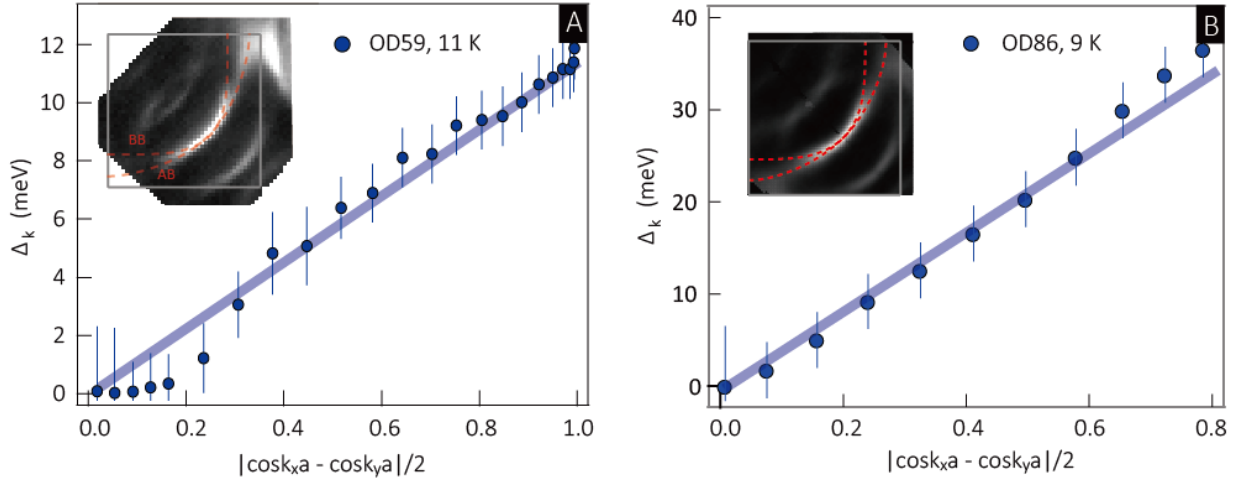 A
OD59, 11 K
BB
AB
12
10
8
6
4
2
0
Δk (meV)
0.0 0.2 0.4 0.6 0.8 1.0
|coskxa - coskya|/2
B
OD86, 9 K
40
30
20
10
0
Δk (meV)
0.0 0.2 0.4 0.6 0.8
|coskxa - coskya|/2